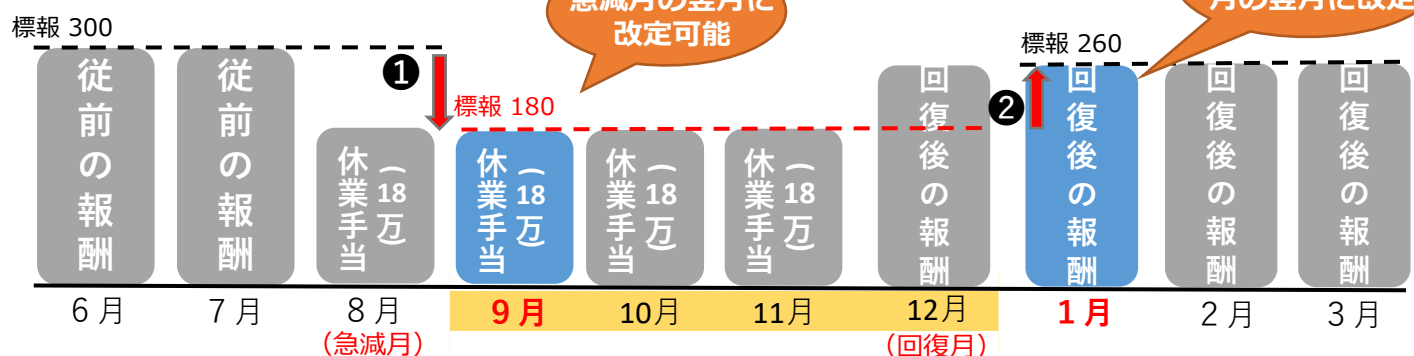 急減月の翌月に
改定可能
月の翌月に改定
標報 300
標報 260
❶
標報 180
❷
従前の報酬
従前の報酬
休業手当
(18万)
休業手当
(18万)
休業手当
(18万)
休業手当
(18万)
回復後の報酬
回復後の報酬
回復後の報酬
回復後の報酬
6 月
7 月
8 月
9 月
10月
11月
12月
1 月
2 月
3 月
(急減月)
(回復月)